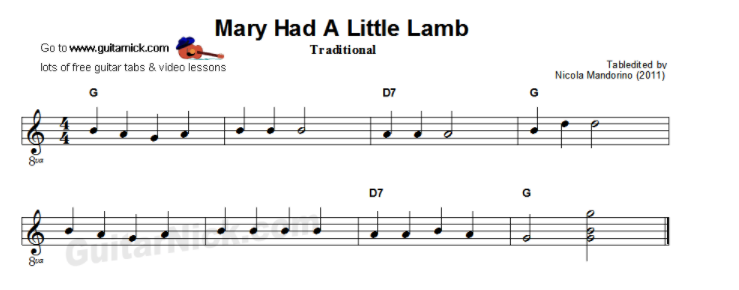 Mary Had A Little Lamb
Go to www.guitarnick.com
Traditional
lots of free guitar tabs & video lessons
Tabledited by
Nicola Mandorino (2011)
G D7 G
4
4
8va
D7 G
GuitarNick.com
8va